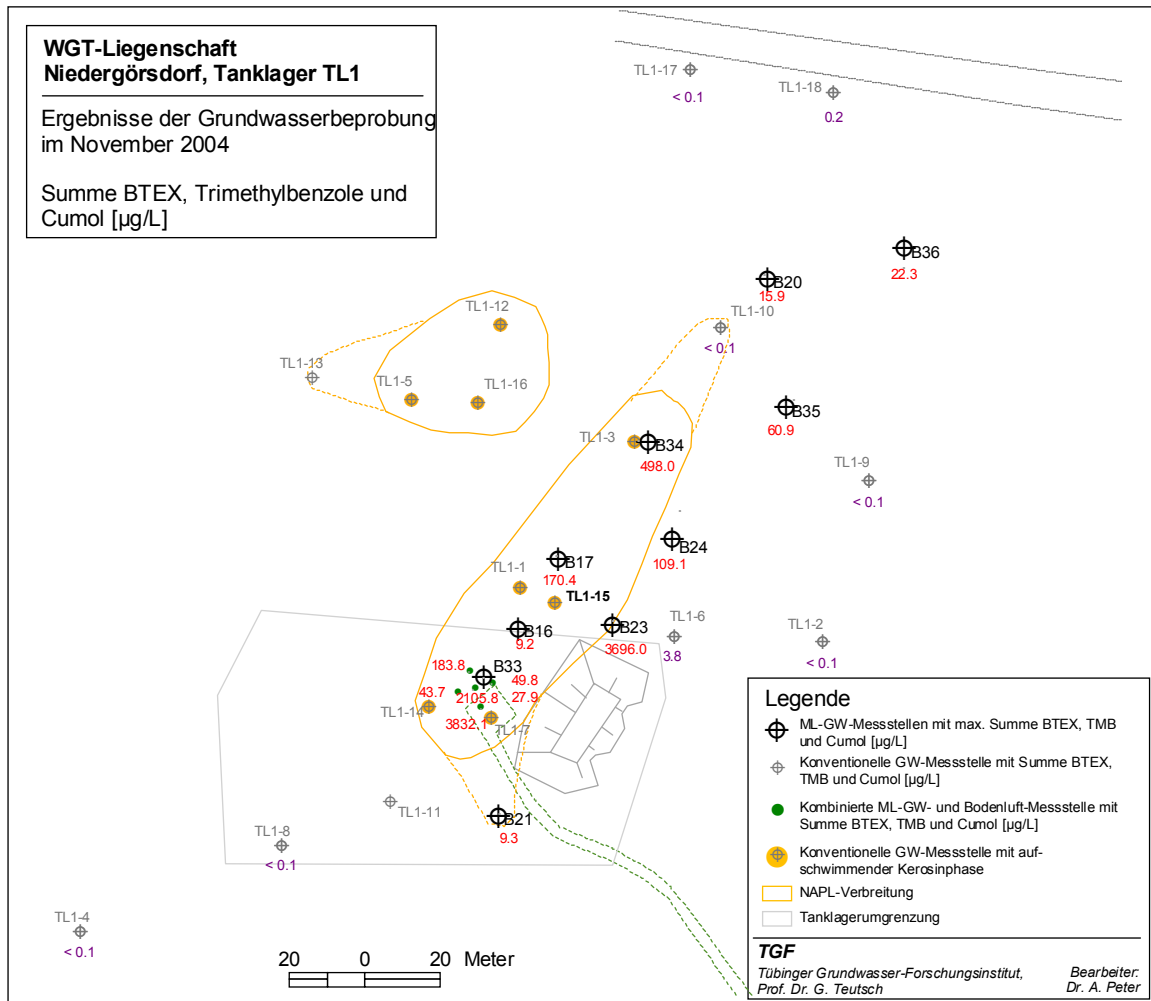 WGT-Liegenschaft
Niedergörsdorf, Tanklager TL1
Ergebnisse der Grundwasserbeprobung
im November 2004
Summe BTEX, Trimethylbenzole und
Cumol [µg/L]
TL1-17
< 0.1
TL1-18
0.2
B36
22.3
B20
15.9
TL1-10
< 0.1
TL1-12
TL1-13
TL1-5
TL1-16
B35
60.9
TL1-3
B34
498.0
TL1-9
< 0.1
B24
109.1
B17
170.4
TL1-1
TL1-15
B16
9.2
B23
3696.0
TL1-6
3.8
TL1-2
< 0.1
183.8
B33
49.8
43.7
2105.8
27.9
TL1-14
3832.1
TL1-7
TL1-11
B21
9.3
TL1-8
< 0.1
TL1-4
< 0.1
20 0 20 Meter
Legende
ML-GW-Messstellen mit max. Summe BTEX, TMB
und Cumol [µg/L]
Konventionelle GW-Messstelle mit Summe BTEX,
TMB und Cumol [µg/L]
Kombinierte ML-GW- und Bodenluft-Messstelle mit
Summe BTEX, TMB und Cumol [µg/L]
Konventionelle GW-Messstelle mit auf-
schwimmender Kerosinphase
NAPL-Verbreitung
Tanklagerumgrenzung
TGF
Tübinger Grundwasser-Forschungsinstitut,
Prof. Dr. G. Teutsch
Bearbeiter:
Dr. A. Peter